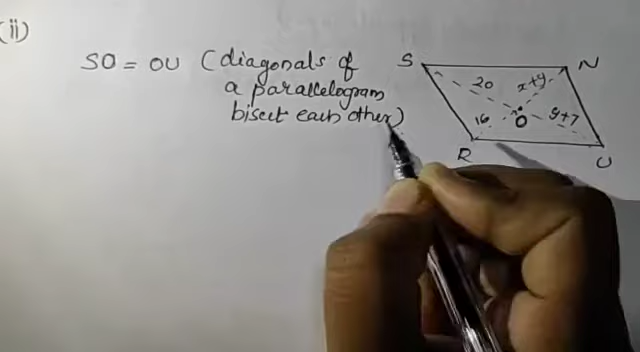 (ii)
SO = OU (diagonals of
a parallelogram
bisect each other)
S N
20 x+y
16 O y+7
R U